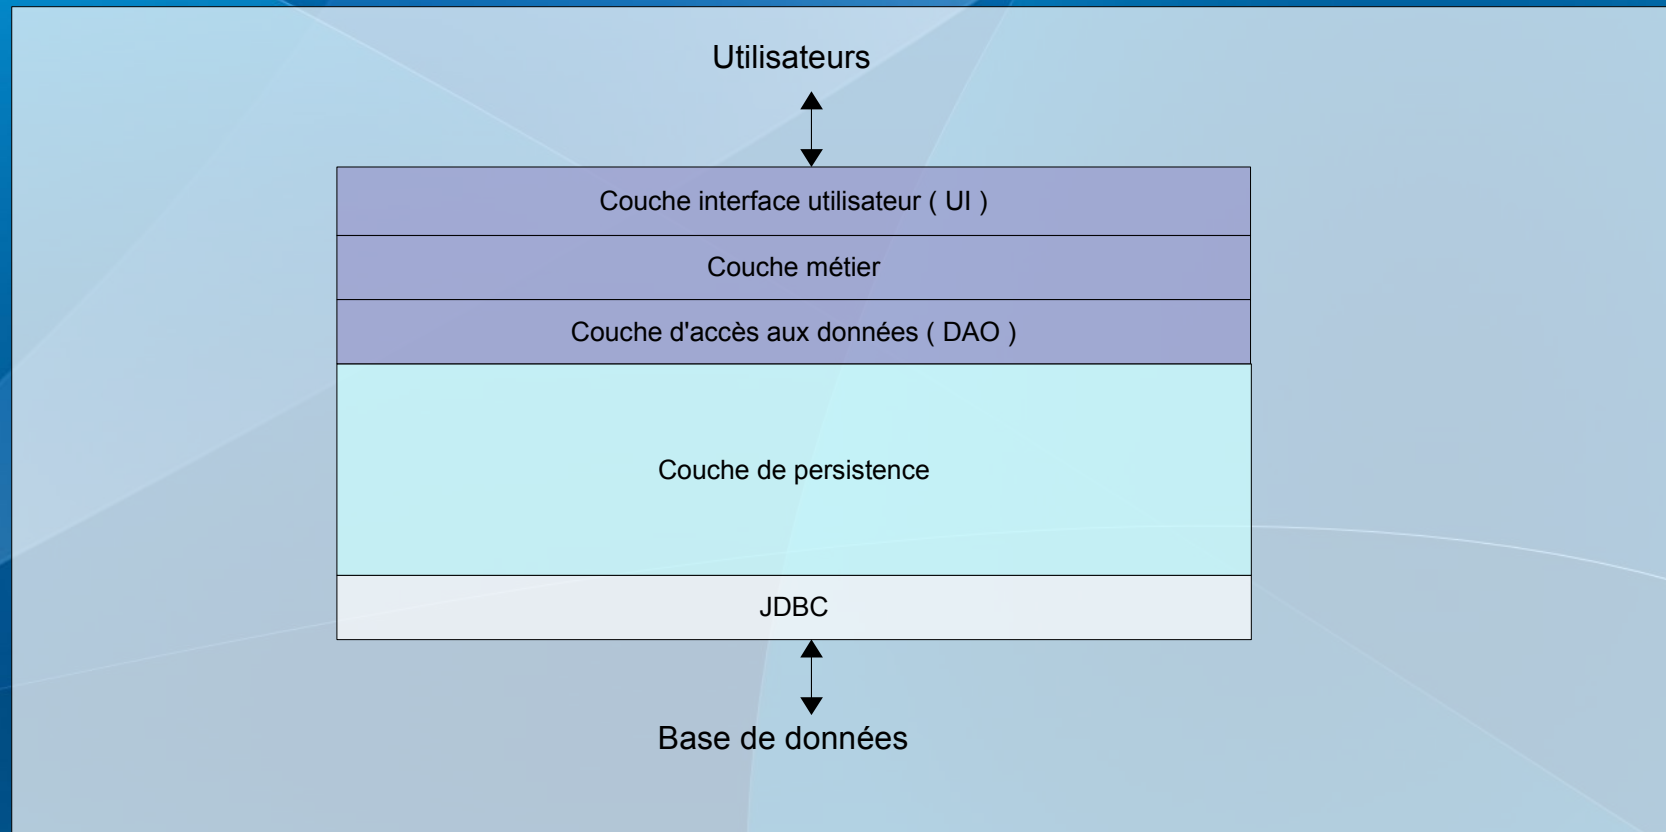 Utilisateurs
Couche interface utilisateur ( UI )
Couche métier
Couche d'accès aux données ( DAO )
Couche de persistence
JDBC
Base de données